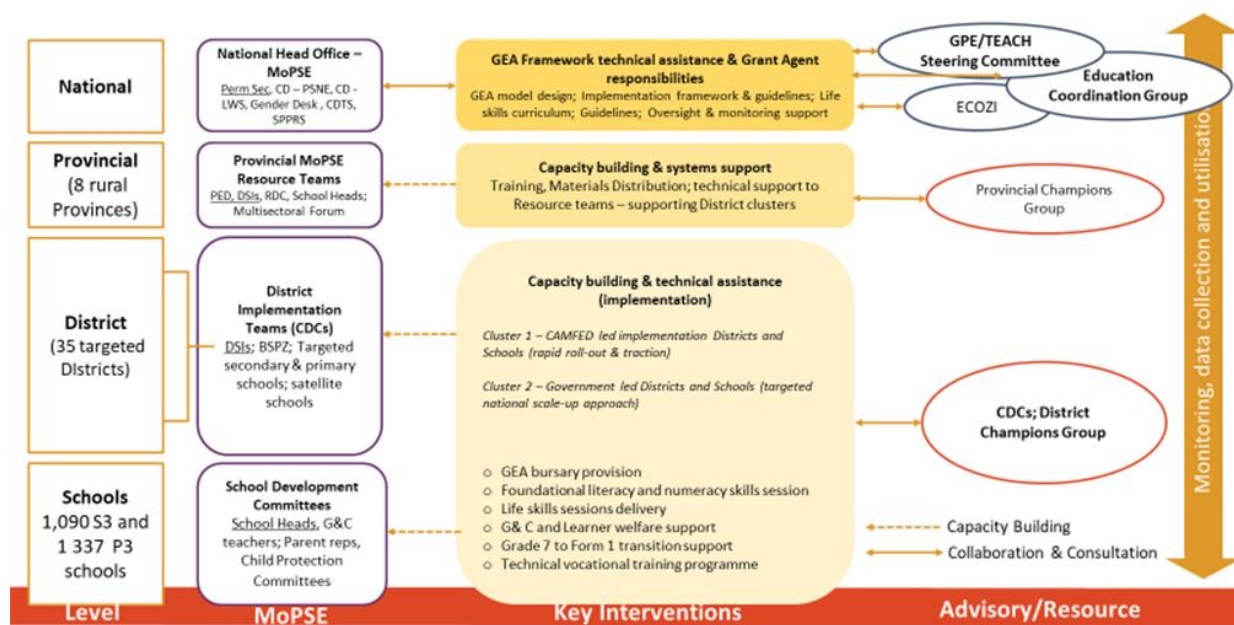 National
National Head Office –
MoPSE
Perm Sec, CD – PSNE, CD -
LWS, Gender Desk , CDTS,
SPPRS
GEA Framework technical assistance & Grant Agent
responsibilities
GEA model design; Implementation framework & guidelines; Life
skills curriculum; Guidelines; Oversight & monitoring support
GPE/TEACH
Steering Committee
Education
Coordination Group
ECOZI
Provincial
(8 rural
Provinces)
Provincial MoPSE
Resource Teams
PED, DSIs, RDC, School Heads;
Multisectoral Forum
Capacity building & systems support
Training, Materials Distribution; technical support to
Resource teams – supporting District clusters
Provincial Champions
Group
District
(35 targeted
DIstricts)
District
Implementation
Teams (CDCs)
DSIs; BSPZ; Targeted
secondary & primary
schools; satellite
schools
Capacity building & technical assistance
(implementation)
Cluster 1 – CAMFED led implementation Districts and
Schools (rapid roll-out & traction)
Cluster 2 – Government led Districts and Schools (targeted
national scale-up approach)
CDCs; District
Champions Group
Schools
1,090 S3 and
1 337 P3
schools
School Development
Committees
School Heads, G&C
teachers; Parent reps,
Child Protection
Committees
o GEA bursary provision
o Foundational literacy and numeracy skills session
o Life skills sessions delivery
o G& C and Learner welfare support
o Grade 7 to Form 1 transition support
o Technical vocational training programme
Capacity Building
Collaboration & Consultation
Monitoring, data collection and utilisation
Level
MoPSE
Key Interventions
Advisory/Resource